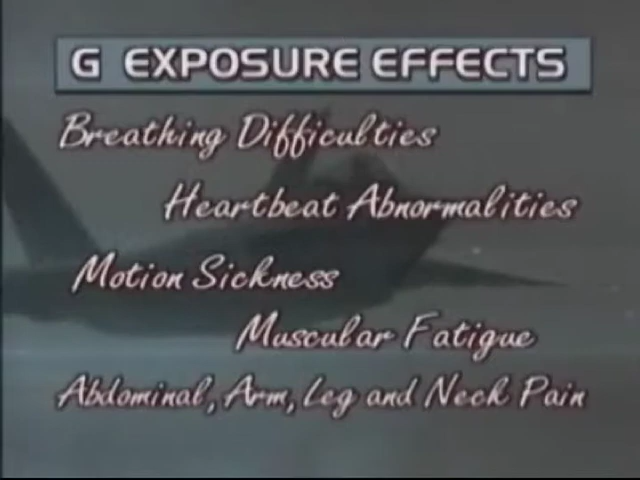 G EXPOSURE EFFECTS
Breathing Difficulties
Heartbeat Abnormalities
Motion Sickness
Muscular Fatigue
Abdominal, Arm, Leg and Neck Pain